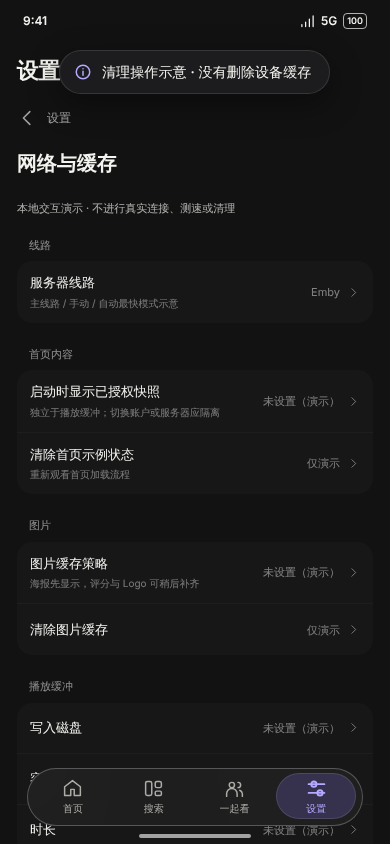 9:41
5G
100
设置
清理操作示意 · 没有删除设备缓存
设置
网络与缓存
本地交互演示 · 不进行真实连接、测速或清理
线路
服务器线路
Emby
主线路 / 手动 / 自动最快模式示意
首页内容
启动时显示已授权快照
未设置（演示）
独立于播放缓冲；切换账户或服务器应隔离
清除首页示例状态
仅演示
重新观看首页加载流程
图片
图片缓存策略
未设置（演示）
海报先显示，评分与 Logo 可稍后补齐
清除图片缓存
仅演示
播放缓冲
写入磁盘
未设置（演示）
首页
搜索
一起看
设置
时长
未设置（演示）